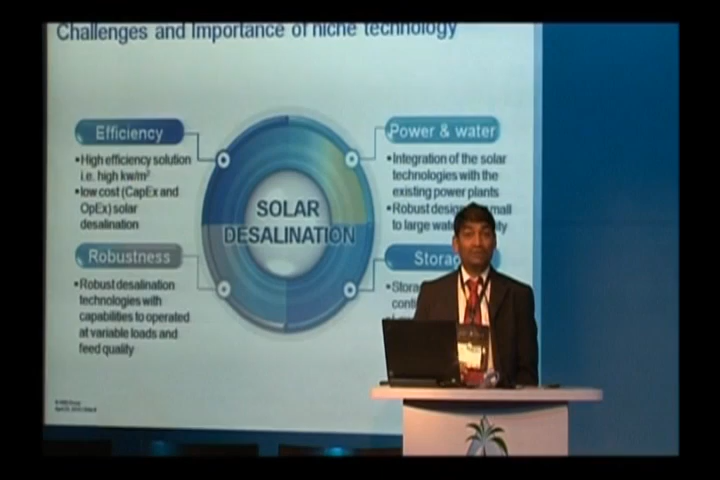 Challenges and Importance of niche technology
Efficiency
•High efficiency solution
i.e. high kw/m²
•low cost (CapEx and
OpEx) solar
desalination
Robustness
•Robust desalination
technologies with
capabilities to operated
at variable loads and
feed quality
SOLAR
DESALINATION
Power & water
•Integration of the solar
technologies with the
existing power plants
•Robust
to large